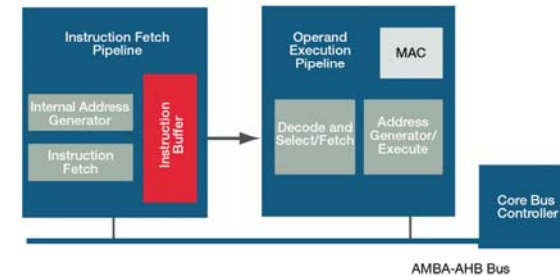 Instruction Fetch
Pipeline
Internal Address
Generator
Instruction
Fetch
Instruction
Buffer
Operand
Execution
Pipeline
MAC
Decode and
Select/Fetch
Address
Generator/
Execute
Core Bus
Controller
AMBA-AHB Bus